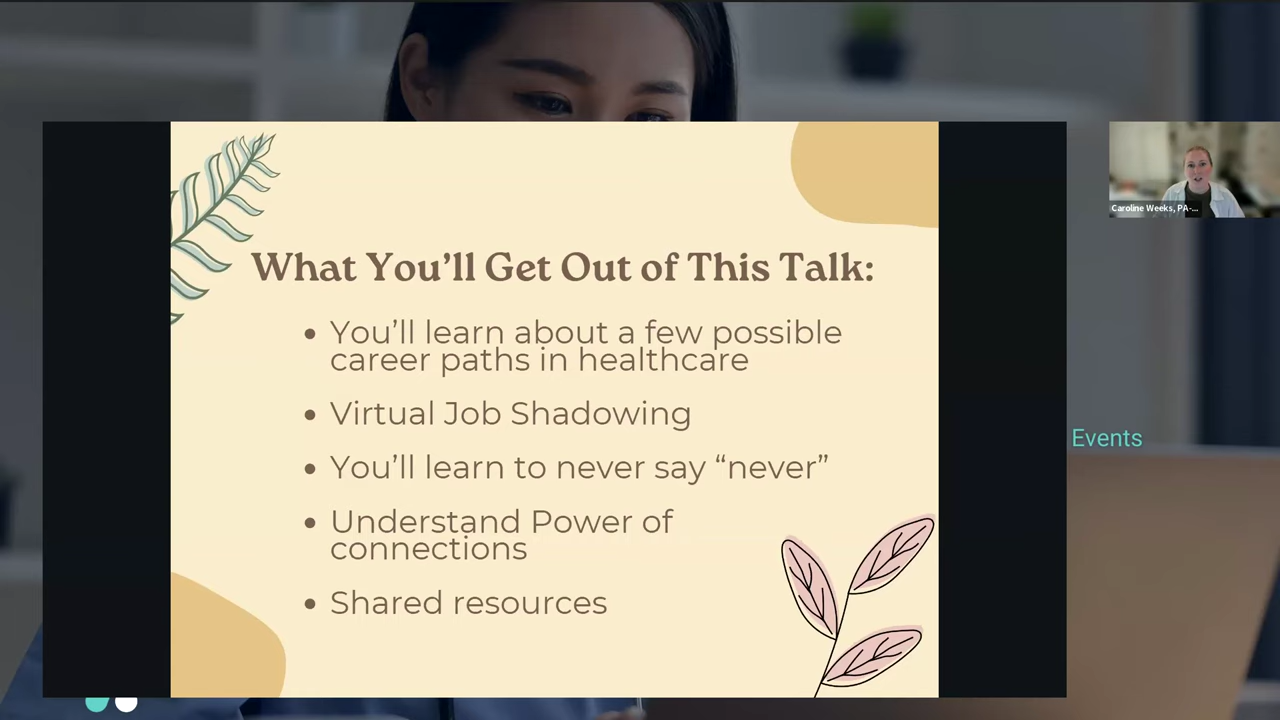 What You’ll Get Out of This Talk:
• You’ll learn about a few possible
career paths in healthcare
• Virtual Job Shadowing
• You’ll learn to never say “never”
• Understand Power of
connections
• Shared resources
Caroline Weeks, PA-...
Events